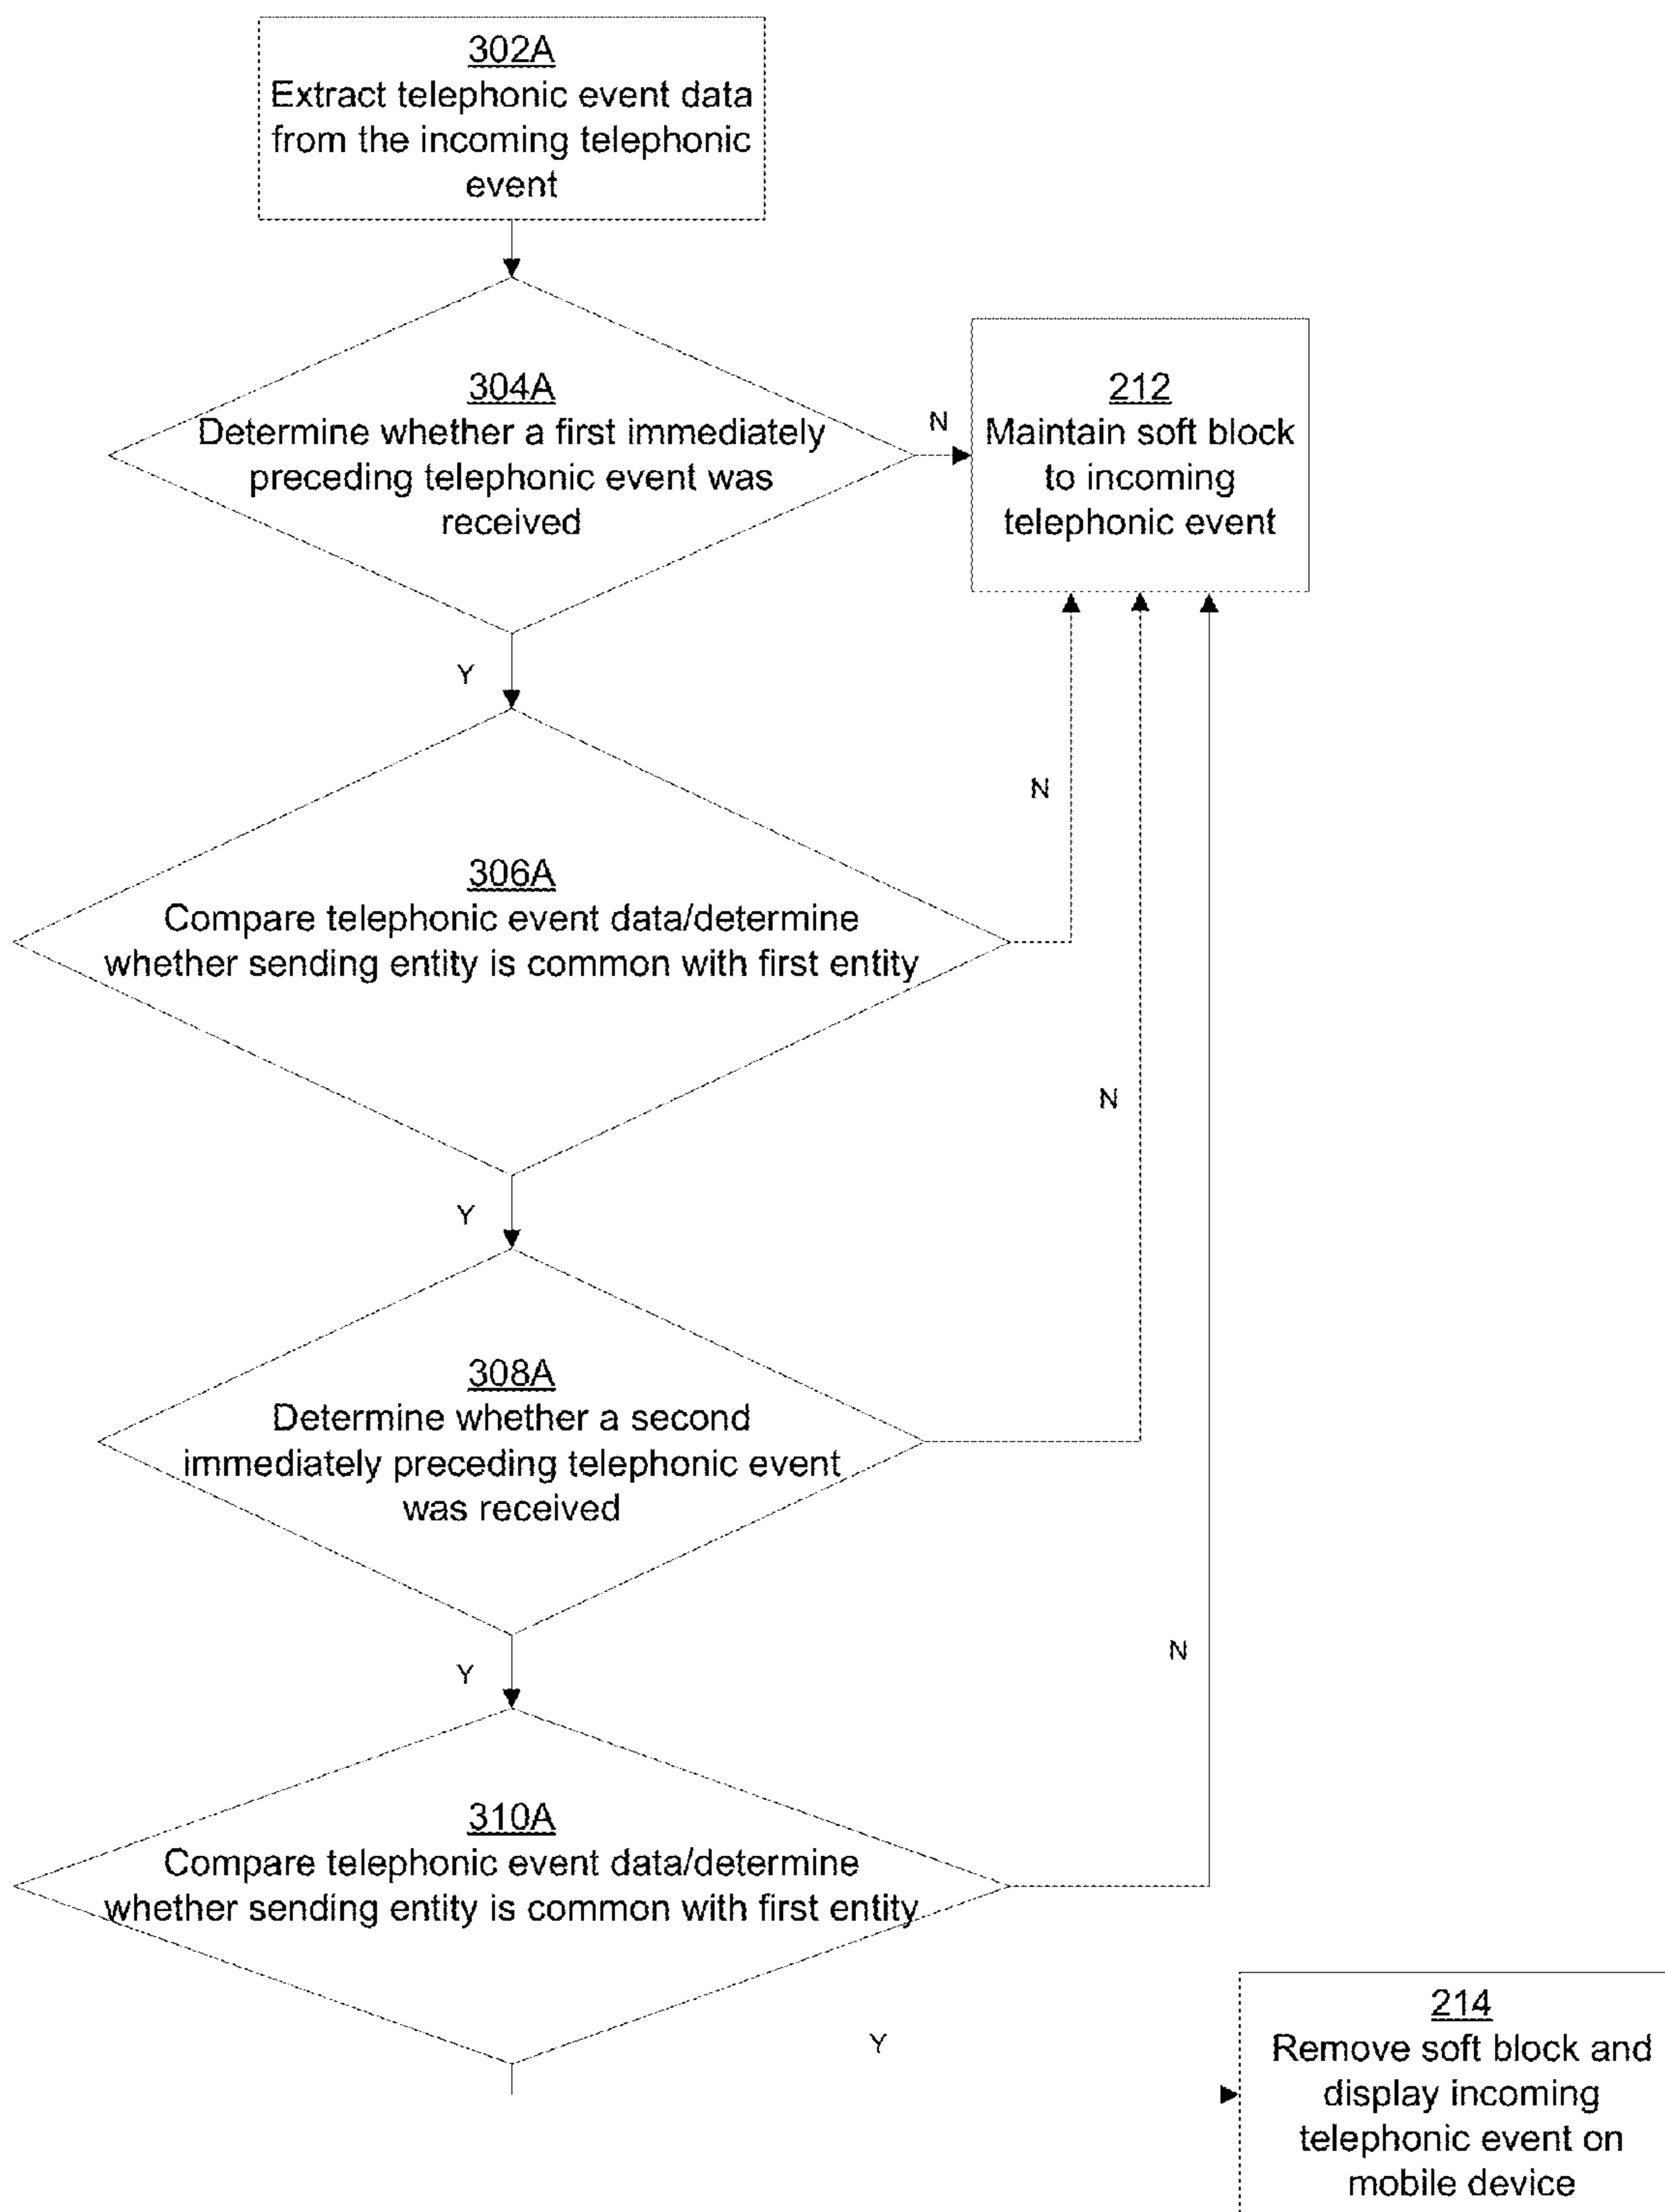 302A
Extract telephonic event data
from the incoming telephonic
event
304A
Determine whether a first immediately
preceding telephonic event was
received
N
212
Maintain soft block
to incoming
telephonic event
Y
N
306A
Compare telephonic event data/determine
whether sending entity is common with first entity
N
Y
308A
Determine whether a second
immediately preceding telephonic event
was received
N
Y
310A
Compare telephonic event data/determine
whether sending entity is common with first entity
Y
214
Remove soft block and
display incoming
telephonic event on
mobile device